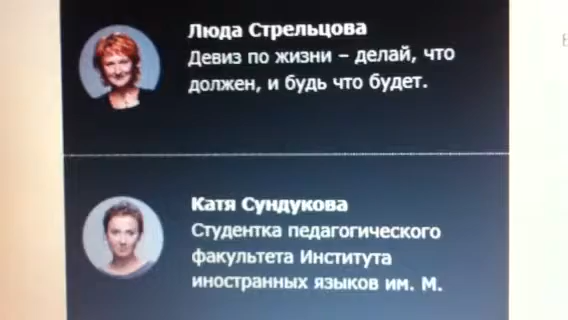 Люда Стрельцова
Девиз по жизни – делай, что
должен, и будь что будет.
Катя Сундукова
Студентка педагогического
факультета Института
иностранных языков им. М.